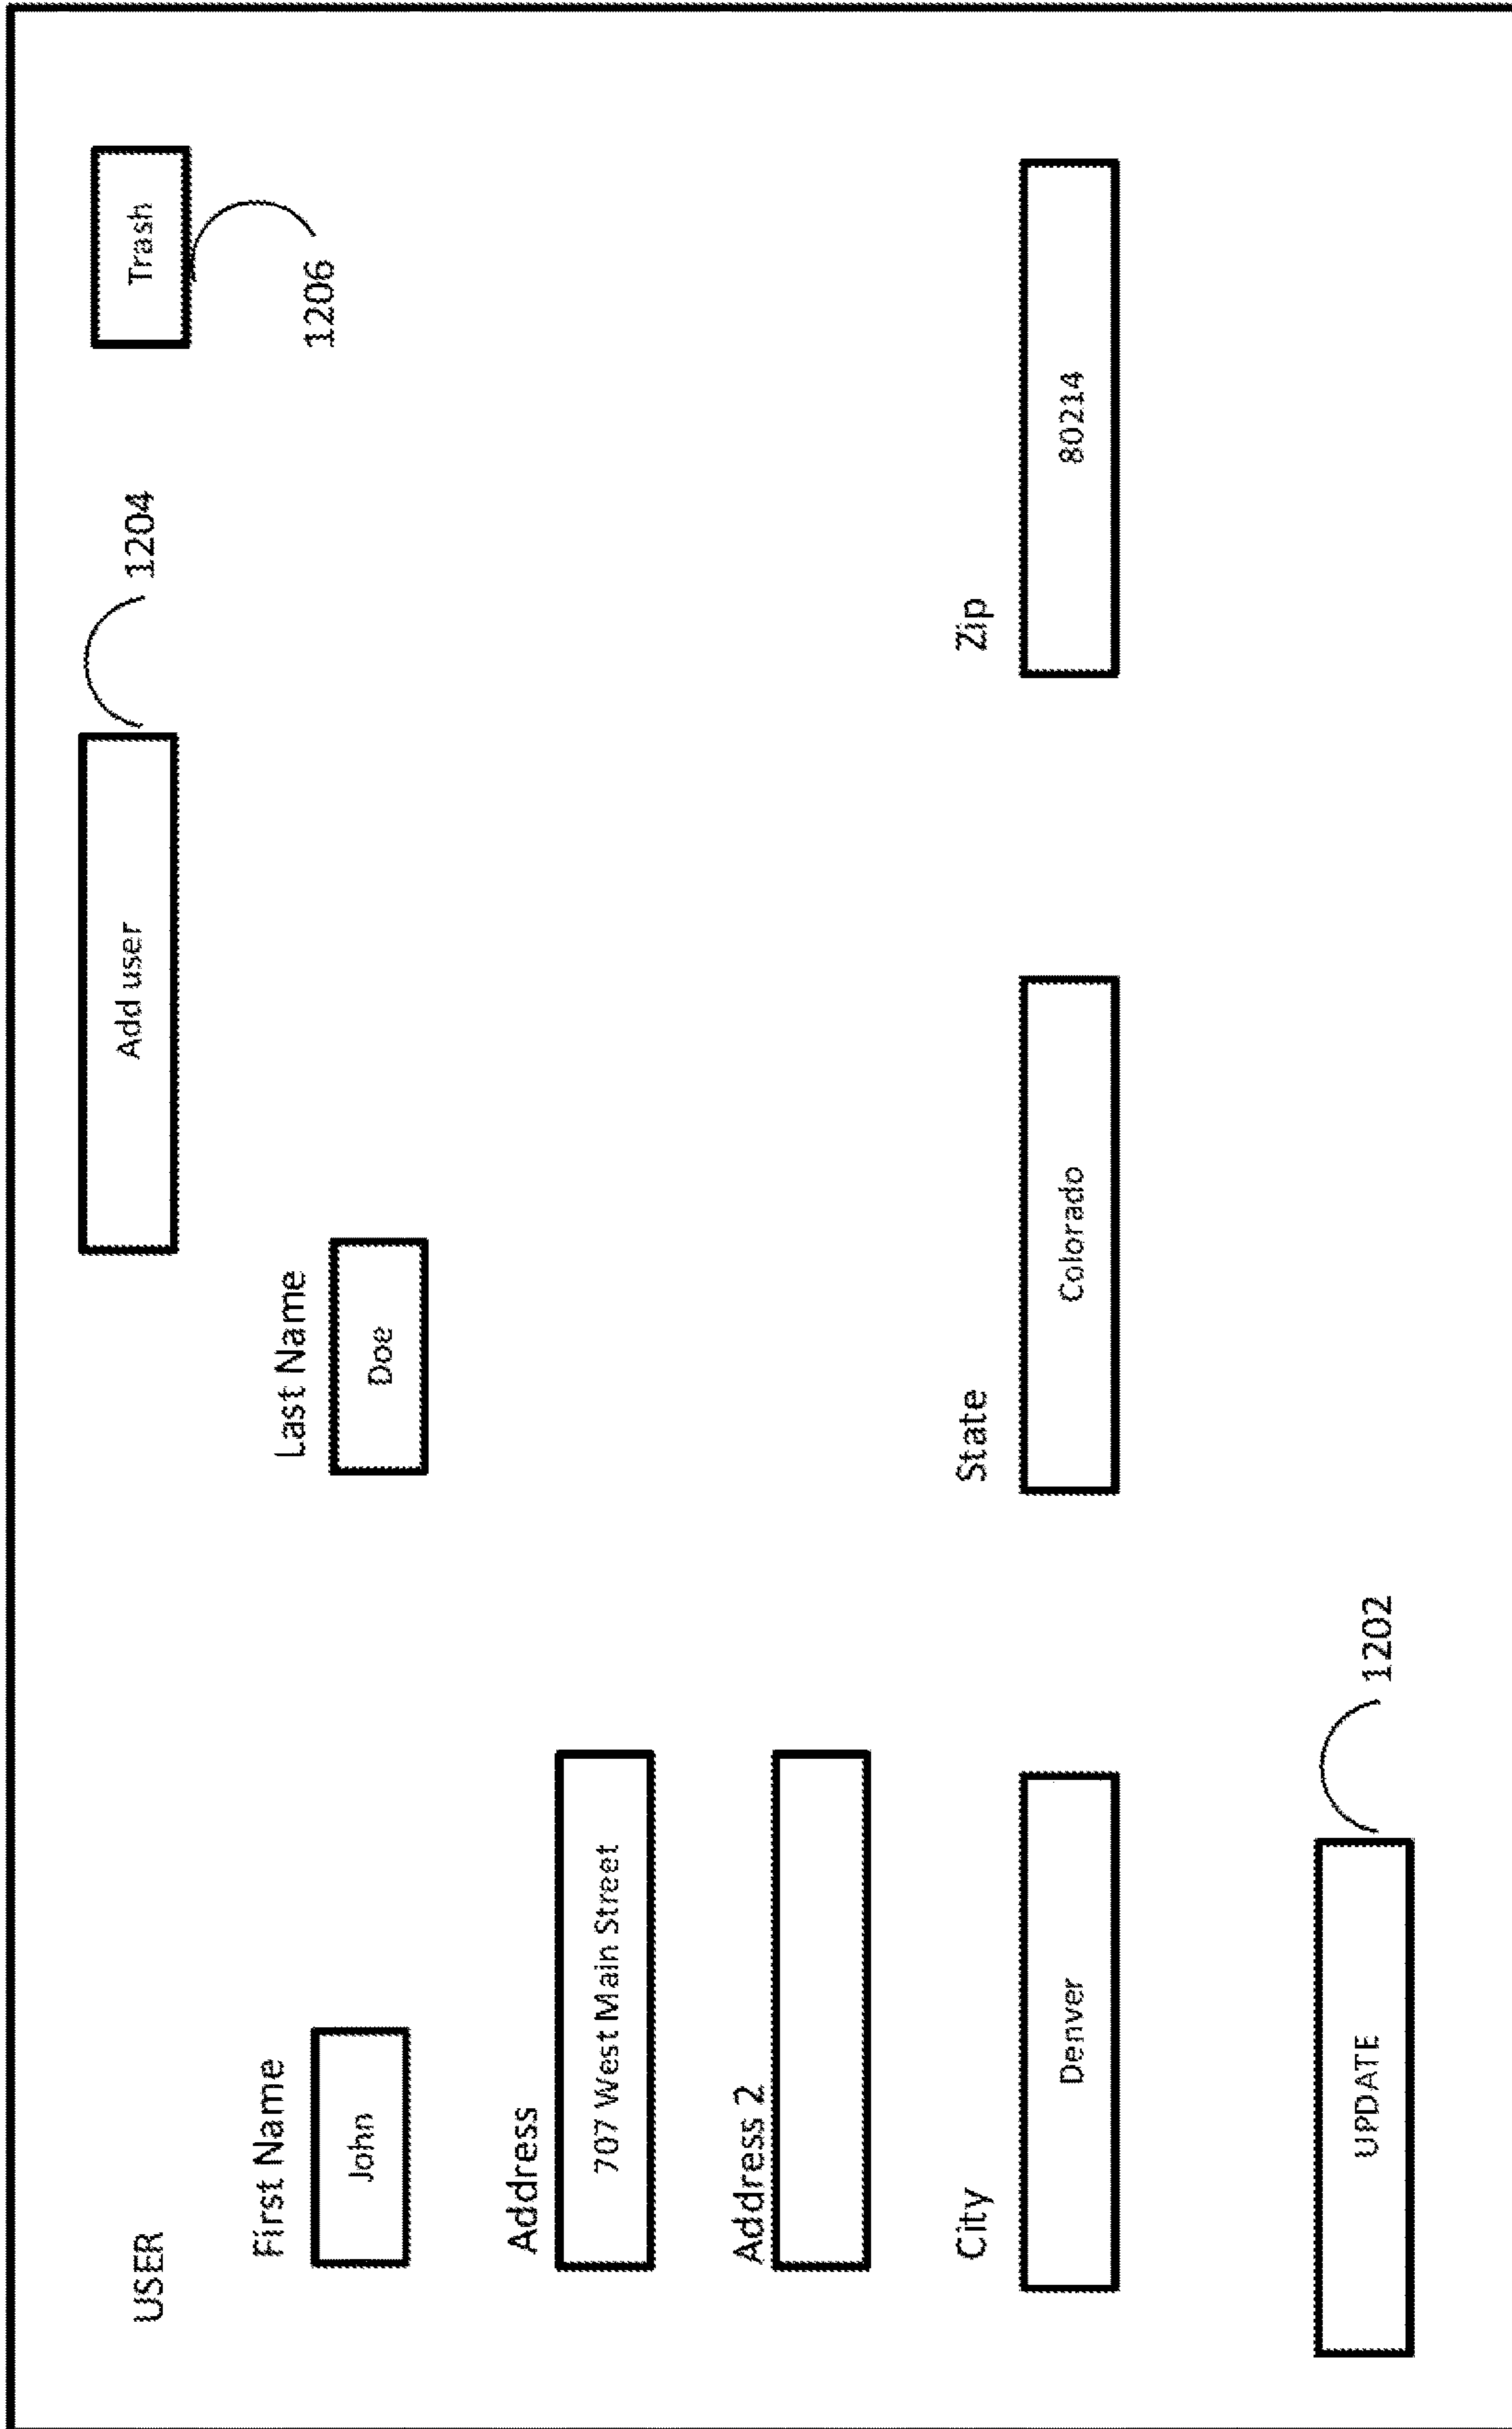 USER
Add user
1204
Trash
1206
First Name
Last Name
John
Doe
Address
707 West Main Street
Address 2
City
State
Zip
Denver
Colorado
80214
UPDATE
1202